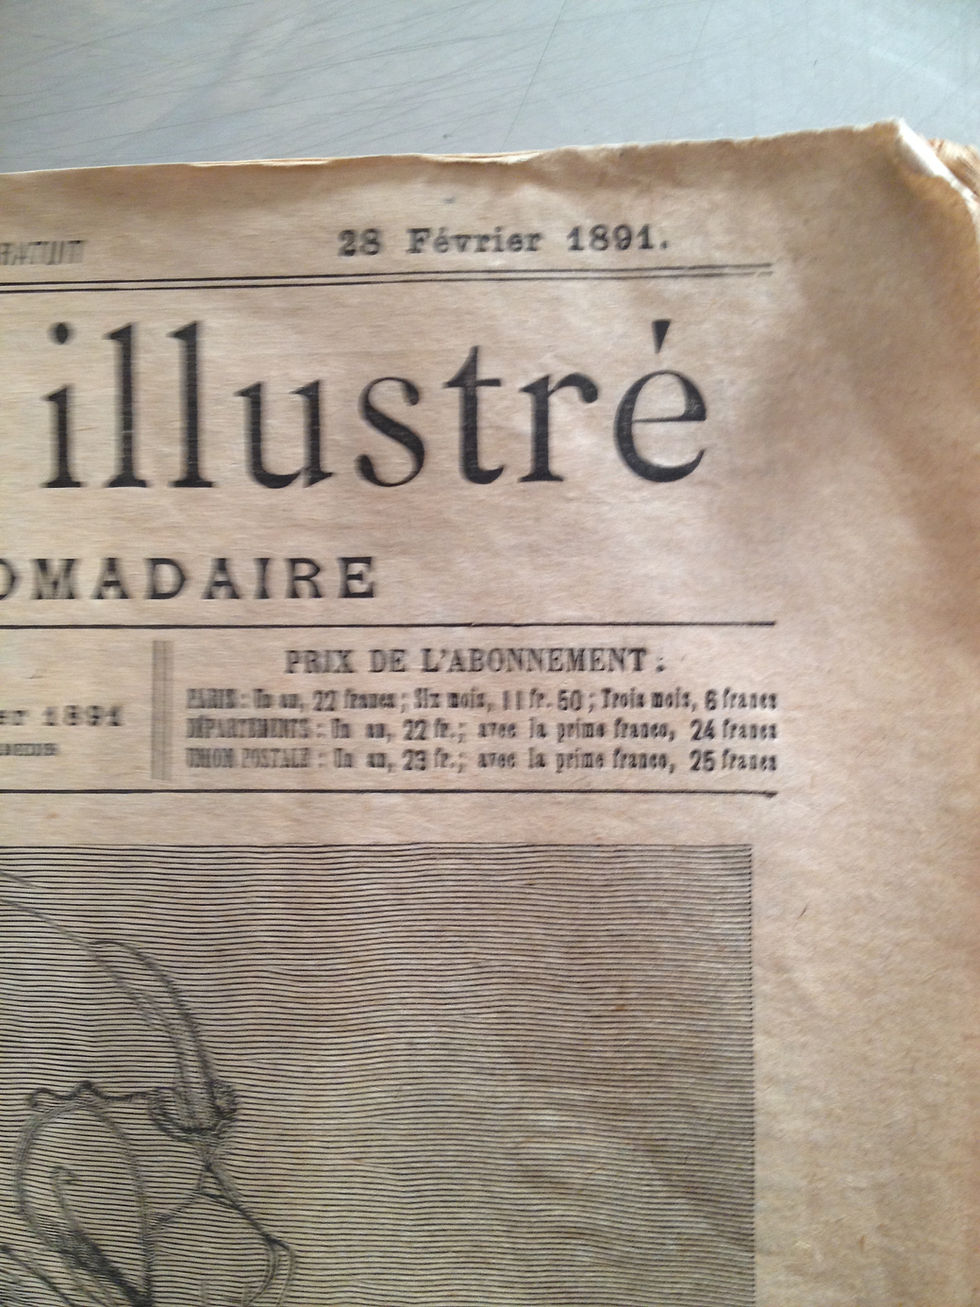 28 Février 1891.
illustré
OMADAIRE
er 1891
PRIX DE L'ABONNEMENT :
PARIS : Un an, 22 francs ; Six mois, 11 fr. 50 ; Trois mois, 6 francs
DÉPARTEMENTS : Un an, 22 fr. ; avec la prime franco, 24 francs
UNION POSTALE : Un an, 23 fr. ; avec la prime franco, 25 francs